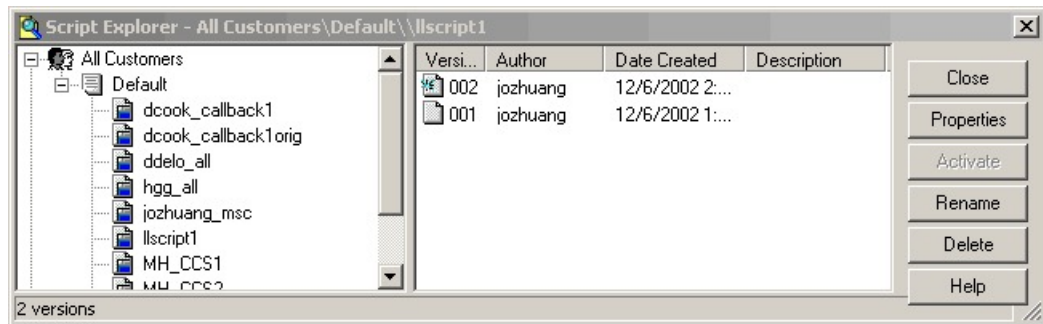 Script Explorer - All Customers\Default\\llscript1
All Customers
Default
dcook_callback1
dcook_callback1orig
ddelo_all
hgg_all
jozhuang_msc
llscript1
MH_CCS1
MH_CCS2
Versi... Author Date Created Description
002 jozhuang 12/6/2002 2:...
001 jozhuang 12/6/2002 1:...
Close
Properties
Activate
Rename
Delete
Help
2 versions